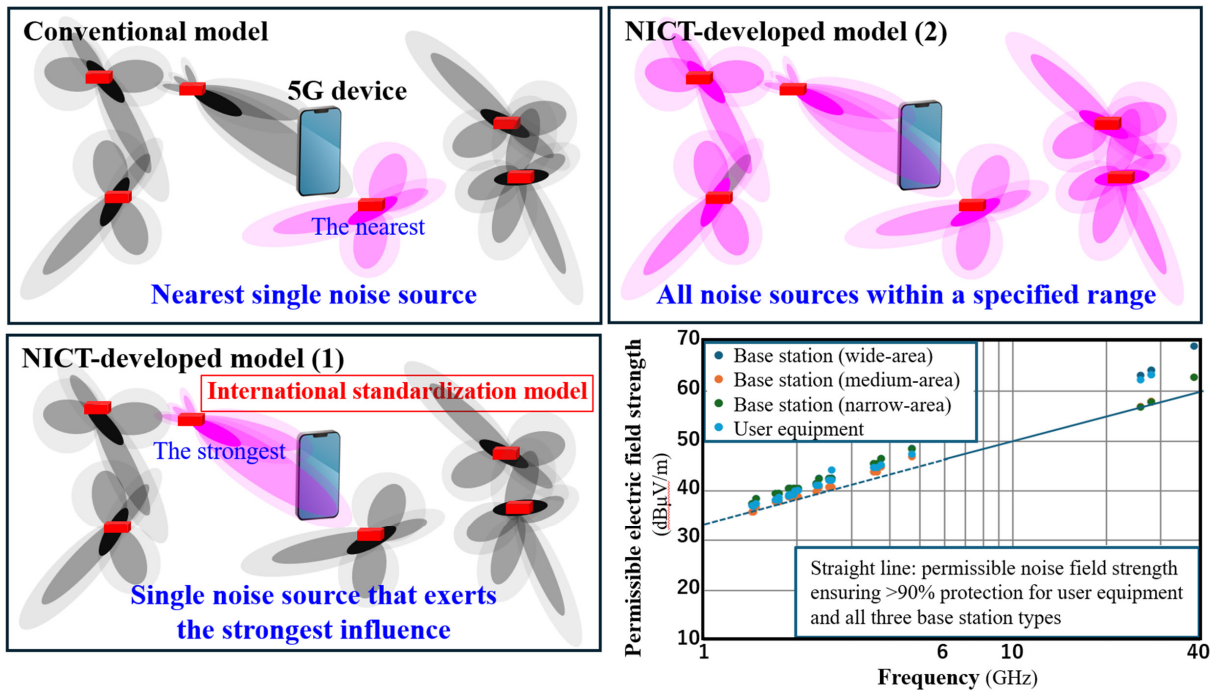 Conventional model
5G device
The nearest
Nearest single noise source
NICT-developed model (2)
All noise sources within a specified range
NICT-developed model (1)
International standardization model
The strongest
Single noise source that exerts
the strongest influence
Permissible electric field strength
(dBµV/m)
70
60
50
40
30
20
10
Base station (wide-area)
Base station (medium-area)
Base station (narrow-area)
User equipment
Straight line: permissible noise field strength
ensuring >90% protection for user equipment
and all three base station types
1
6
10
40
Frequency (GHz)